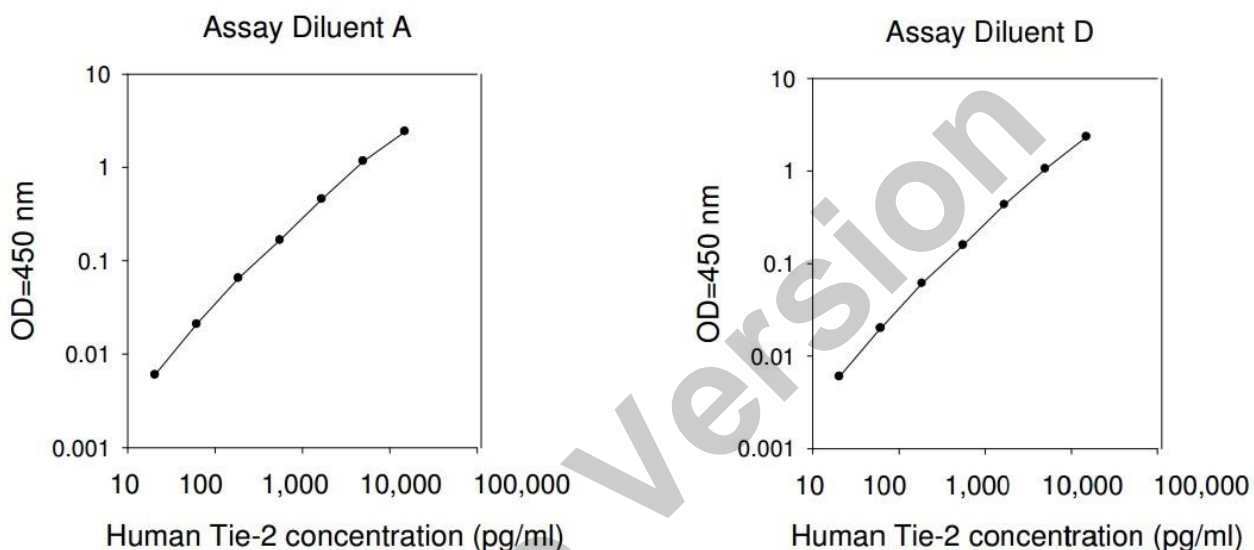 Assay Diluent A
10
1
0.1
0.01
0.001
OD=450 nm
10 100 1,000 10,000 100,000
Human Tie-2 concentration (pg/ml)
Assay Diluent D
10
1
0.1
0.01
0.001
OD=450 nm
10 100 1,000 10,000 100,000
Human Tie-2 concentration (pg/ml)
Version